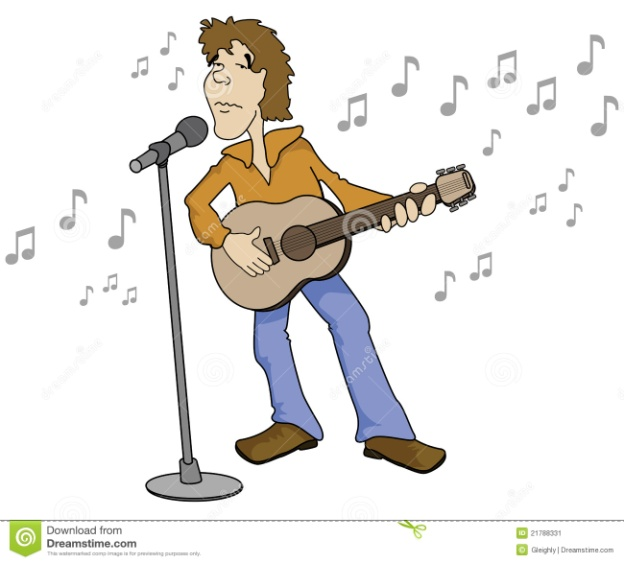 Download from
Dreamstime.com
This watermarked comp image is for previewing purposes only.
21788331
Gleighly | Dreamstime.com